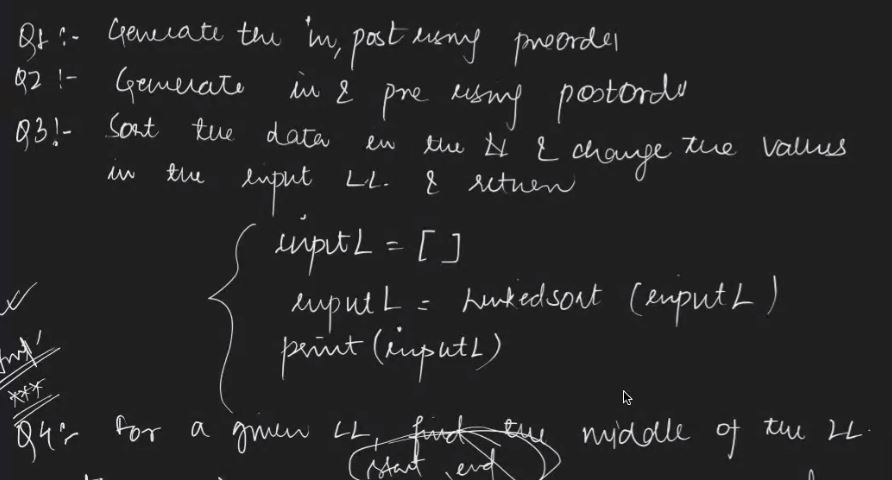 Q1 :- Generate the in, post using preorder
Q2 :- Generate in & pre using postorder
Q3 :- Sort the data in the LL & change the values
in the input LL. & return
inputL = [ ]
inputL = Linkedsort (inputL)
print (inputL)
Imp'
***
Q4 :- For a given LL, find the middle of the LL.
(start, end)